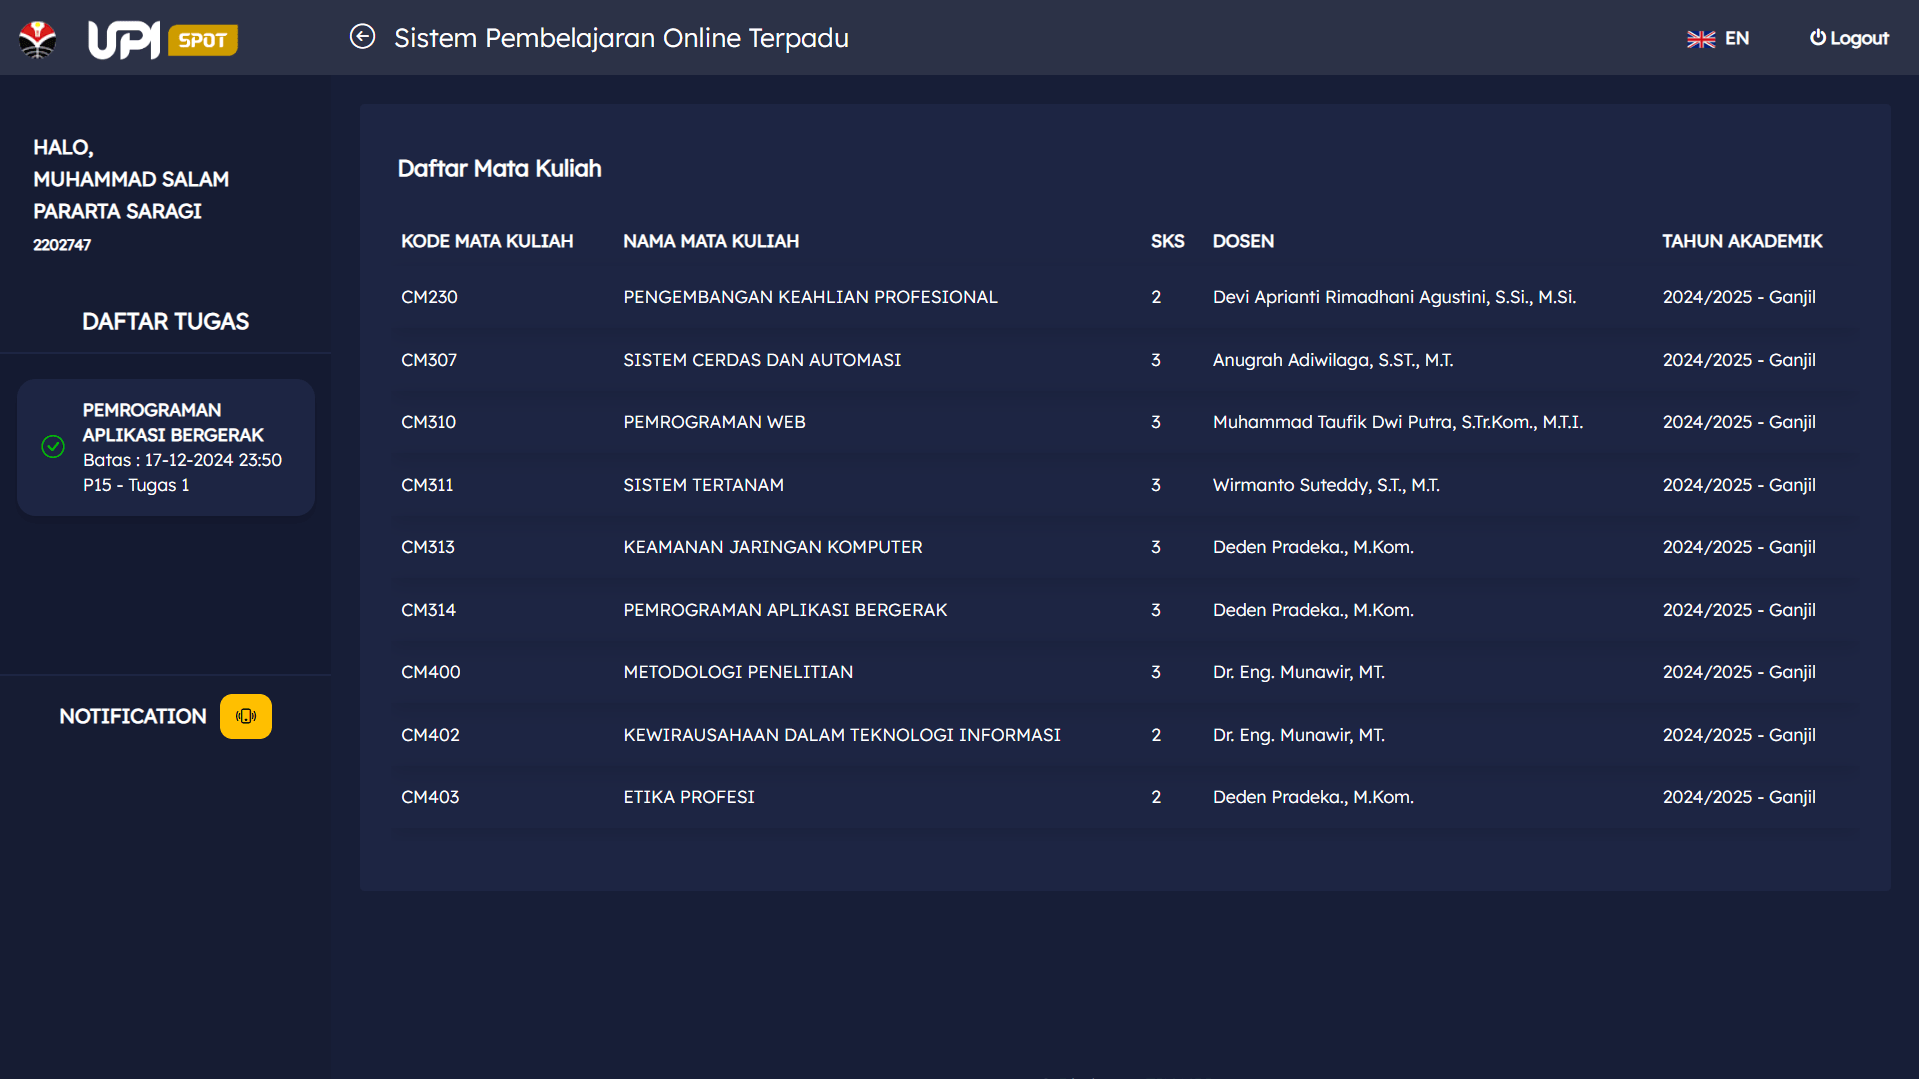 UPI SPOT
Sistem Pembelajaran Online Terpadu
EN
Logout
HALO,
MUHAMMAD SALAM
PARARTA SARAGI
2202747
DAFTAR TUGAS
PEMROGRAMAN
APLIKASI BERGERAK
Batas : 17-12-2024 23:50
P15 - Tugas 1
NOTIFICATION
Daftar Mata Kuliah
KODE MATA KULIAH NAMA MATA KULIAH SKS DOSEN TAHUN AKADEMIK
CM230 PENGEMBANGAN KEAHLIAN PROFESIONAL 2 Devi Aprianti Rimadhani Agustini, S.Si., M.Si. 2024/2025 - Ganjil
CM307 SISTEM CERDAS DAN AUTOMASI 3 Anugrah Adiwilaga, S.ST., M.T. 2024/2025 - Ganjil
CM310 PEMROGRAMAN WEB 3 Muhammad Taufik Dwi Putra, S.Tr.Kom., M.T.I. 2024/2025 - Ganjil
CM311 SISTEM TERTANAM 3 Wirmanto Suteddy, S.T., M.T. 2024/2025 - Ganjil
CM313 KEAMANAN JARINGAN KOMPUTER 3 Deden Pradeka., M.Kom. 2024/2025 - Ganjil
CM314 PEMROGRAMAN APLIKASI BERGERAK 3 Deden Pradeka., M.Kom. 2024/2025 - Ganjil
CM400 METODOLOGI PENELITIAN 3 Dr. Eng. Munawir, MT. 2024/2025 - Ganjil
CM402 KEWIRAUSAHAAN DALAM TEKNOLOGI INFORMASI 2 Dr. Eng. Munawir, MT. 2024/2025 - Ganjil
CM403 ETIKA PROFESI 2 Deden Pradeka., M.Kom. 2024/2025 - Ganjil